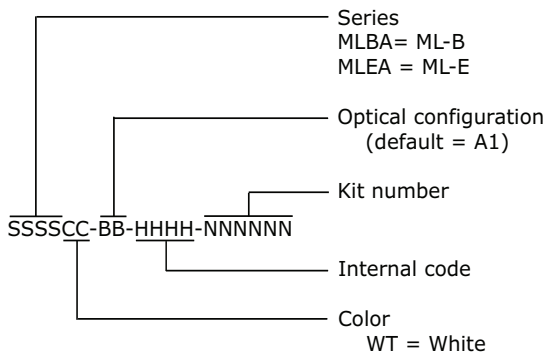 Series
MLBA= ML-B
MLEA = ML-E
Optical configuration
(default = A1)
Kit number
SSSSCC-BB-HHHH-NNNNNN
Internal code
Color
WT = White